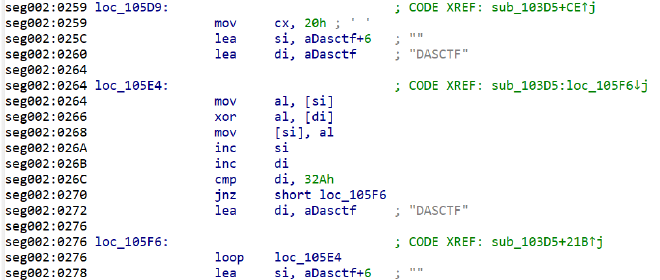 seg002:0259 loc_105D9: ; CODE XREF: sub_103D5+CE↑j
seg002:0259 mov cx, 20h ; ' '
seg002:025C lea si, aDasctf+6 ; ""
seg002:0260 lea di, aDasctf ; "DASCTF"
seg002:0264
seg002:0264 loc_105E4: ; CODE XREF: sub_103D5:loc_105F6↓j
seg002:0264 mov al, [si]
seg002:0266 xor al, [di]
seg002:0268 mov [si], al
seg002:026A inc si
seg002:026B inc di
seg002:026C cmp di, 32Ah
seg002:0270 jnz short loc_105F6
seg002:0272 lea di, aDasctf ; "DASCTF"
seg002:0276
seg002:0276 loc_105F6: ; CODE XREF: sub_103D5+21B↑j
seg002:0276 loop loc_105E4
seg002:0278 lea si, aDasctf+6 ; ""